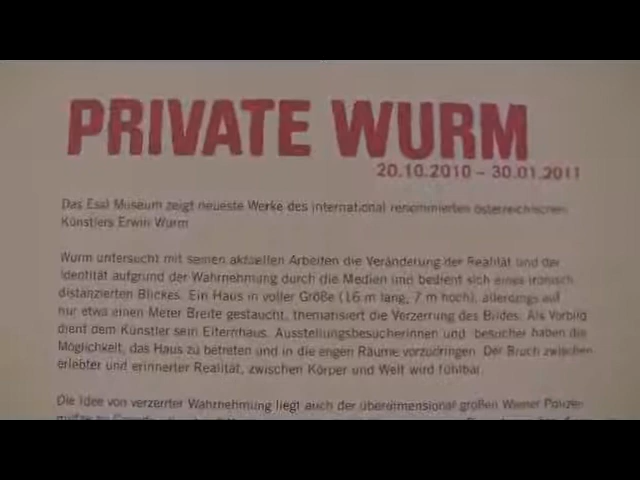 PRIVATE WURM
20.10.2010 – 30.01.2011
Das Essl Museum zeigt neueste Werke des international renommierten österreichischen
Künstlers Erwin Wurm
Wurm untersucht mit seinen aktuellen Arbeiten die Veränderung der Realität und der
Identität aufgrund der Wahrnehmung durch die Medien und bedient sich eines ironisch
distanzierten Blickes. Ein Haus in voller Größe (16 m lang, 7 m hoch), allerdings auf
nur etwa einen Meter Breite gestaucht, thematisiert die Verzerrung des Bildes. Als Vorbild
dient dem Künstler sein Elternhaus. Ausstellungsbesucherinnen und -besucher haben die
Möglichkeit, das Haus zu betreten und in die engen Räume vorzudringen. Der Bruch zwischen
erlebter und erinnerter Realität, zwischen Körper und Welt wird fühlbar.
Die Idee von verzerrter Wahrnehmung liegt auch der überdimensional großen Wiener Polizei-